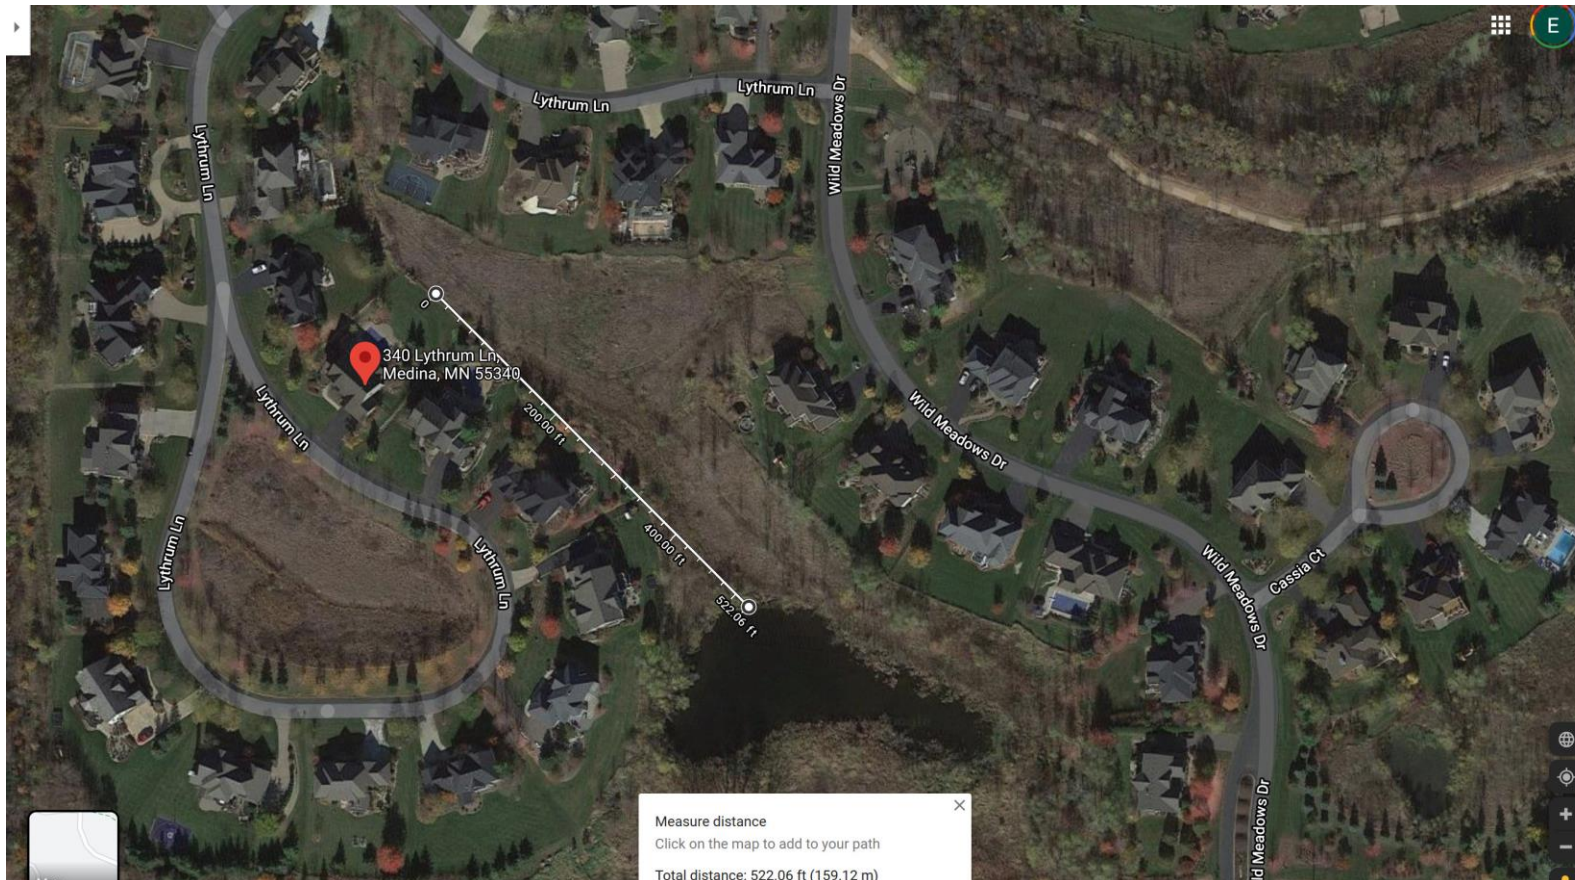 E
Lythrum Ln
Lythrum Ln
Wild Meadows Dr
Lythrum Ln
0
340 Lythrum Ln,
Medina, MN 55340
200.00 ft
Lythrum Ln
Wild Meadows Dr
400.00 ft
Lythrum Ln
Lythrum Ln
Wild Meadows Dr
Cassia Ct
522.06 ft
ld Meadows Dr
Measure distance
Click on the map to add to your path
Total distance: 522.06 ft (159.12 m)